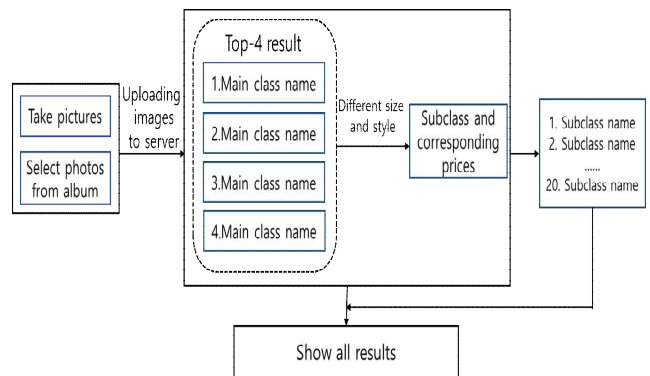 Take pictures
Select photos
from album
Uploading
images
to server
Top-4 result
1.Main class name
2.Main class name
3.Main class name
4.Main class name
Different size
and style
Subclass and
corresponding
prices
1. Subclass name
2. Subclass name
......
20. Subclass name
Show all results